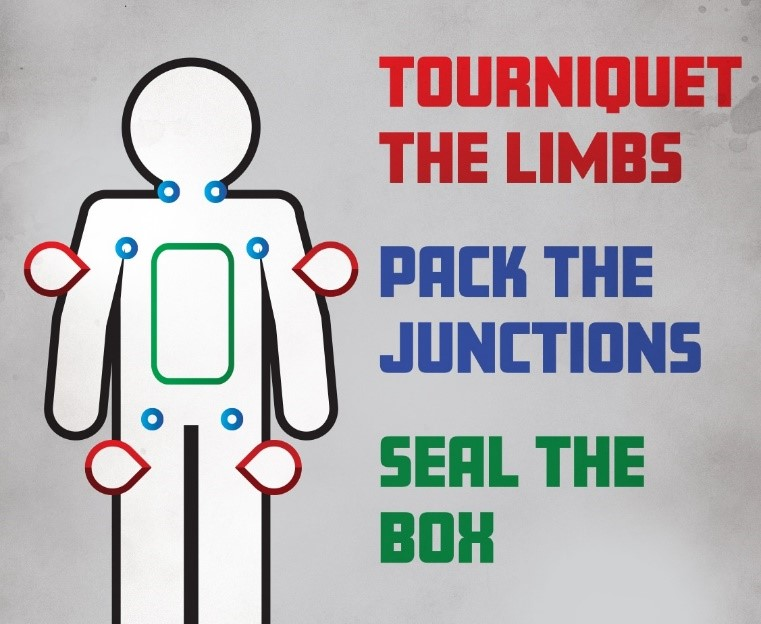 TOURNIQUET
THE LIMBS
PACK THE
JUNCTIONS
SEAL THE
BOX